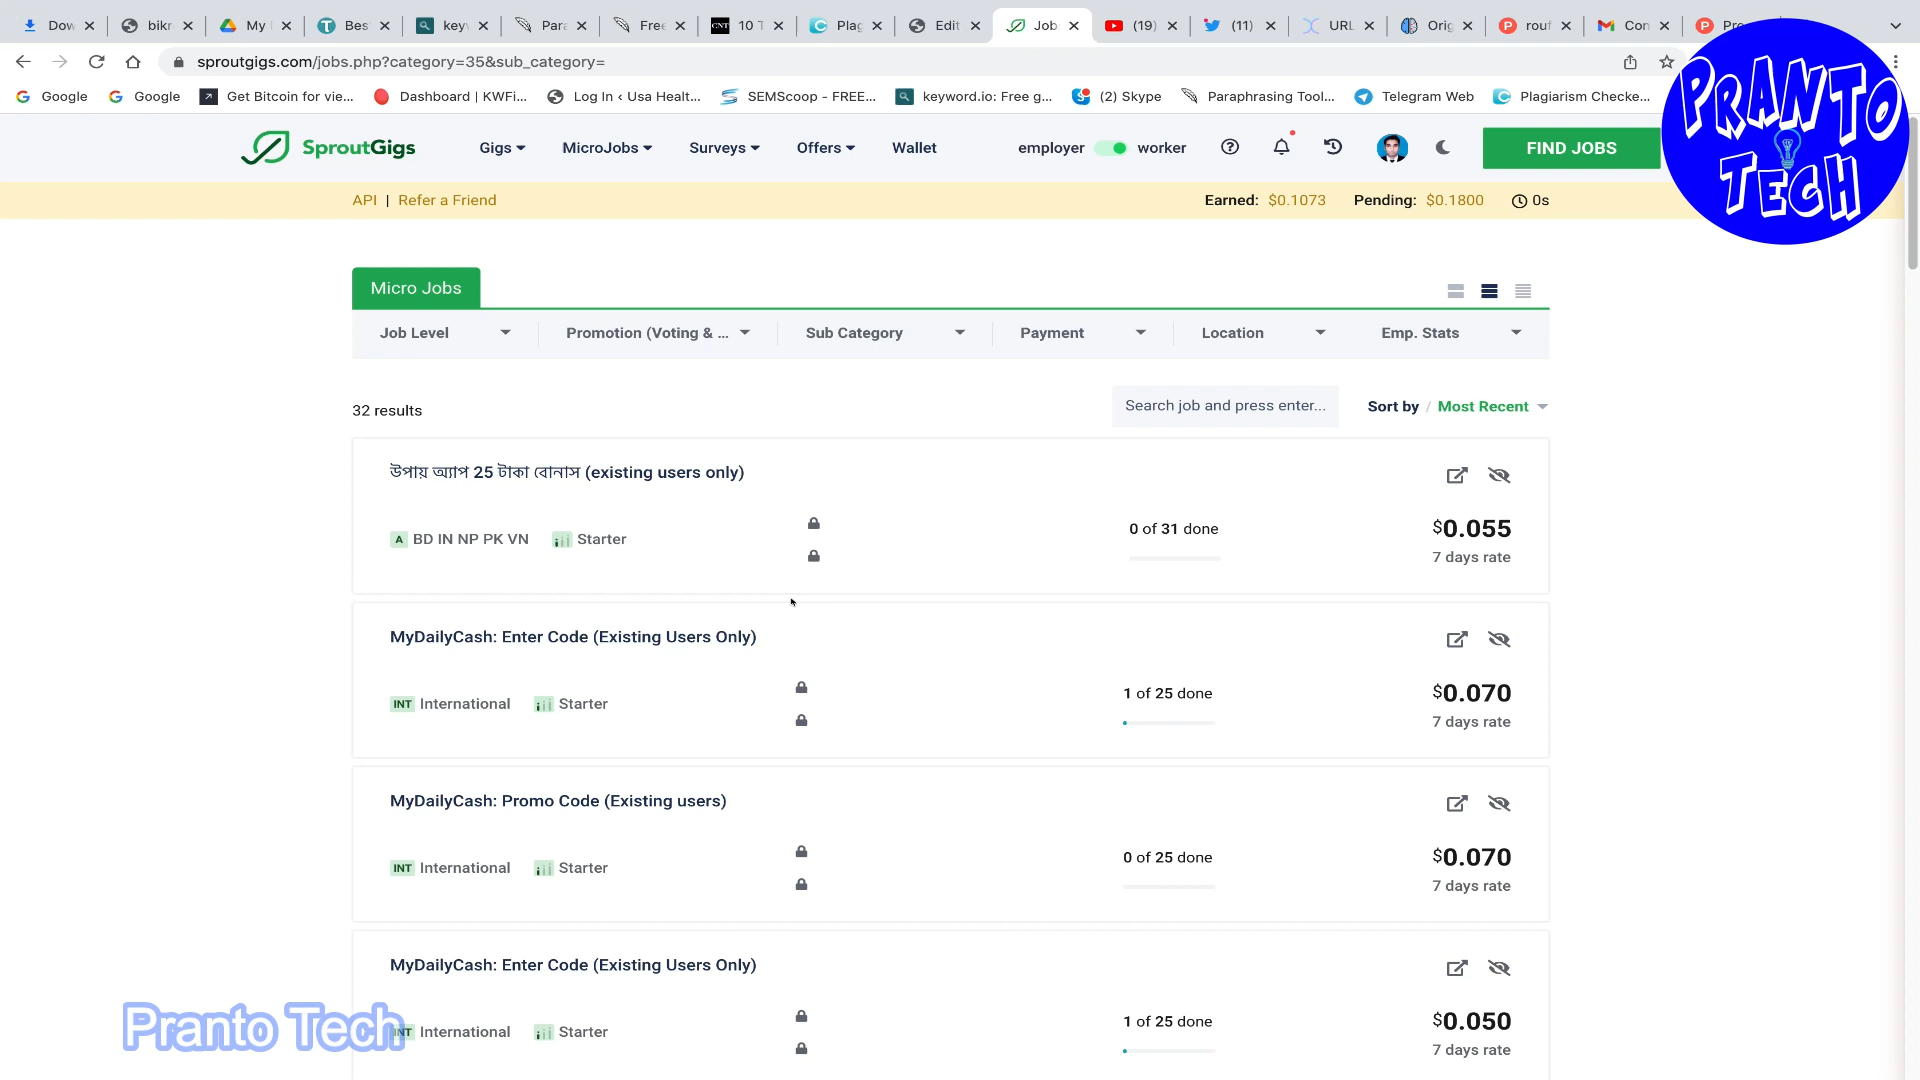 Dow bikr My Bes key Para Free 10 T Plag Edit Job (19) (11) URL Orig rouf Con Pro
sproutgigs.com/jobs.php?category=35&sub_category=
Google Google Get Bitcoin for vie... Dashboard | KWFi... Log In ‹ Usa Healt... SEMScoop - FREE... keyword.io: Free g... (2) Skype Paraphrasing Tool... Telegram Web Plagiarism Checke...
PRANTO
TECH
SproutGigs Gigs MicroJobs Surveys Offers Wallet employer worker FIND JOBS
API | Refer a Friend Earned: $0.1073 Pending: $0.1800 0s
Micro Jobs
Job Level Promotion (Voting & ... Sub Category Payment Location Emp. Stats
32 results Search job and press enter... Sort by / Most Recent
উপায় অ্যাপ 25 টাকা বোনাস (existing users only)
A BD IN NP PK VN Starter 0 of 31 done $0.055
7 days rate
MyDailyCash: Enter Code (Existing Users Only)
INT International Starter 1 of 25 done $0.070
7 days rate
MyDailyCash: Promo Code (Existing users)
INT International Starter 0 of 25 done $0.070
7 days rate
MyDailyCash: Enter Code (Existing Users Only)
INT International Starter 1 of 25 done $0.050
7 days rate
Pranto Tech